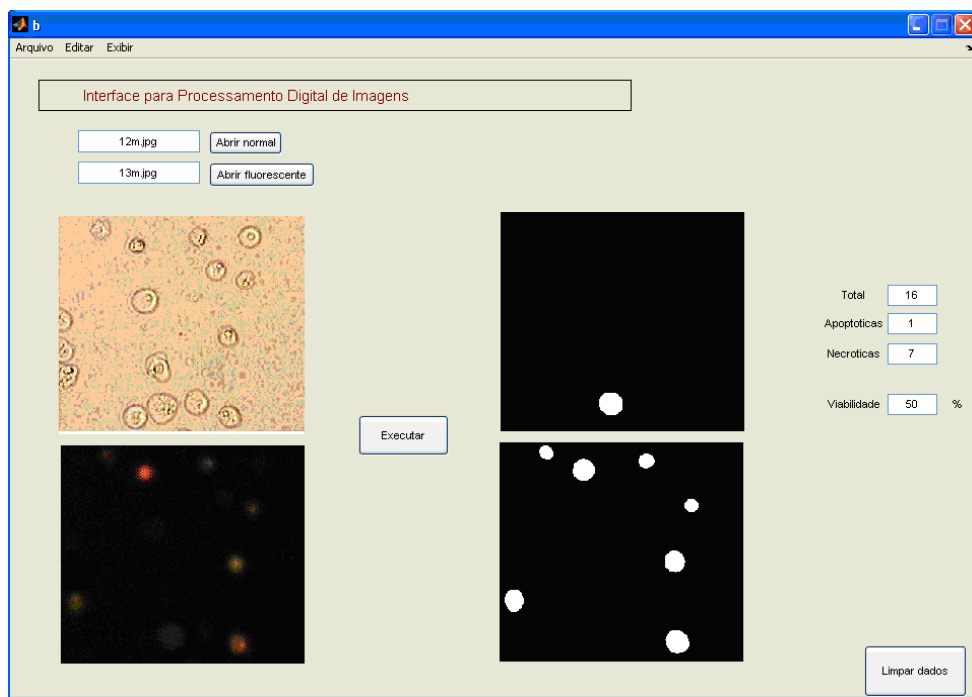 b
Arquivo Editar Exibir
Interface para Processamento Digital de Imagens
12m.jpg Abrir normal
13m.jpg Abrir fluorescente
Total 16
Apoptoticas 1
Necroticas 7
Viabilidade 50 %
Executar
Limpar dados